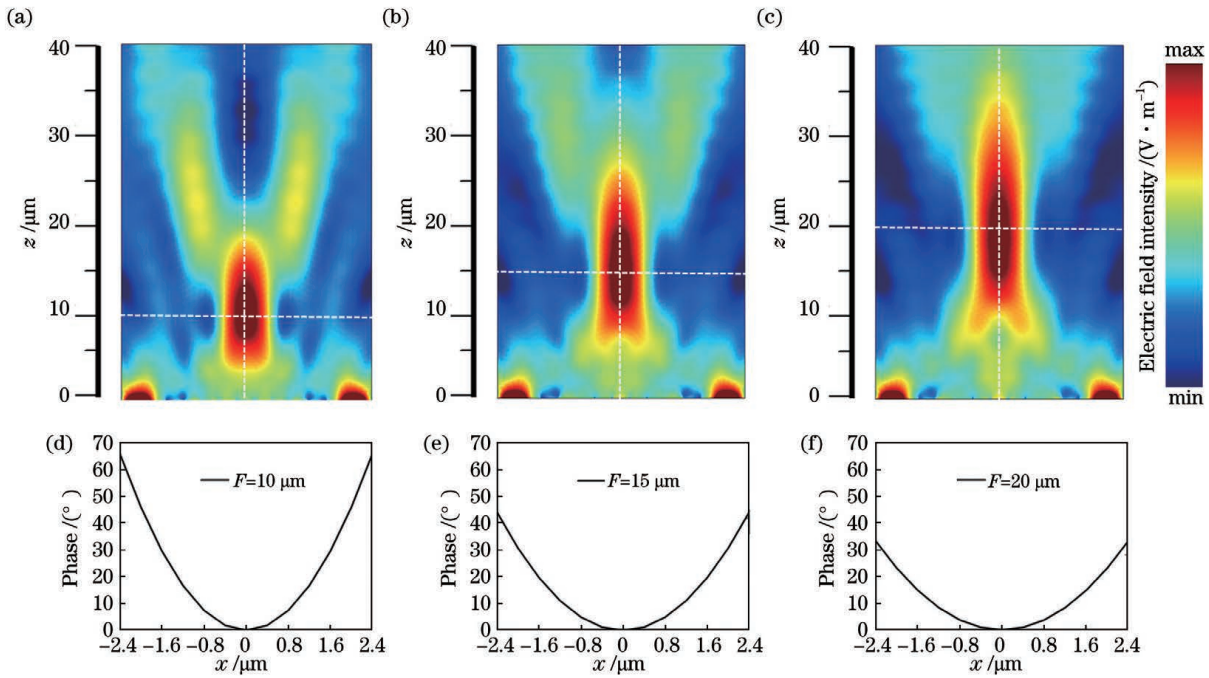 (a)
(b)
(c)
40
30
20
10
0
z /μm
40
30
20
10
0
z /μm
40
30
20
10
0
z /μm
max
Electric field intensity /(V · m⁻¹)
min
(d)
(e)
(f)
70
60
50
40
30
20
10
0
Phase /(°)
F=10 μm
−2.4 −1.6 −0.8 0 0.8 1.6 2.4
x /μm
70
60
50
40
30
20
10
0
Phase /(°)
F=15 μm
−2.4 −1.6 −0.8 0 0.8 1.6 2.4
x /μm
70
60
50
40
30
20
10
0
Phase /(°)
F=20 μm
−2.4 −1.6 −0.8 0 0.8 1.6 2.4
x /μm